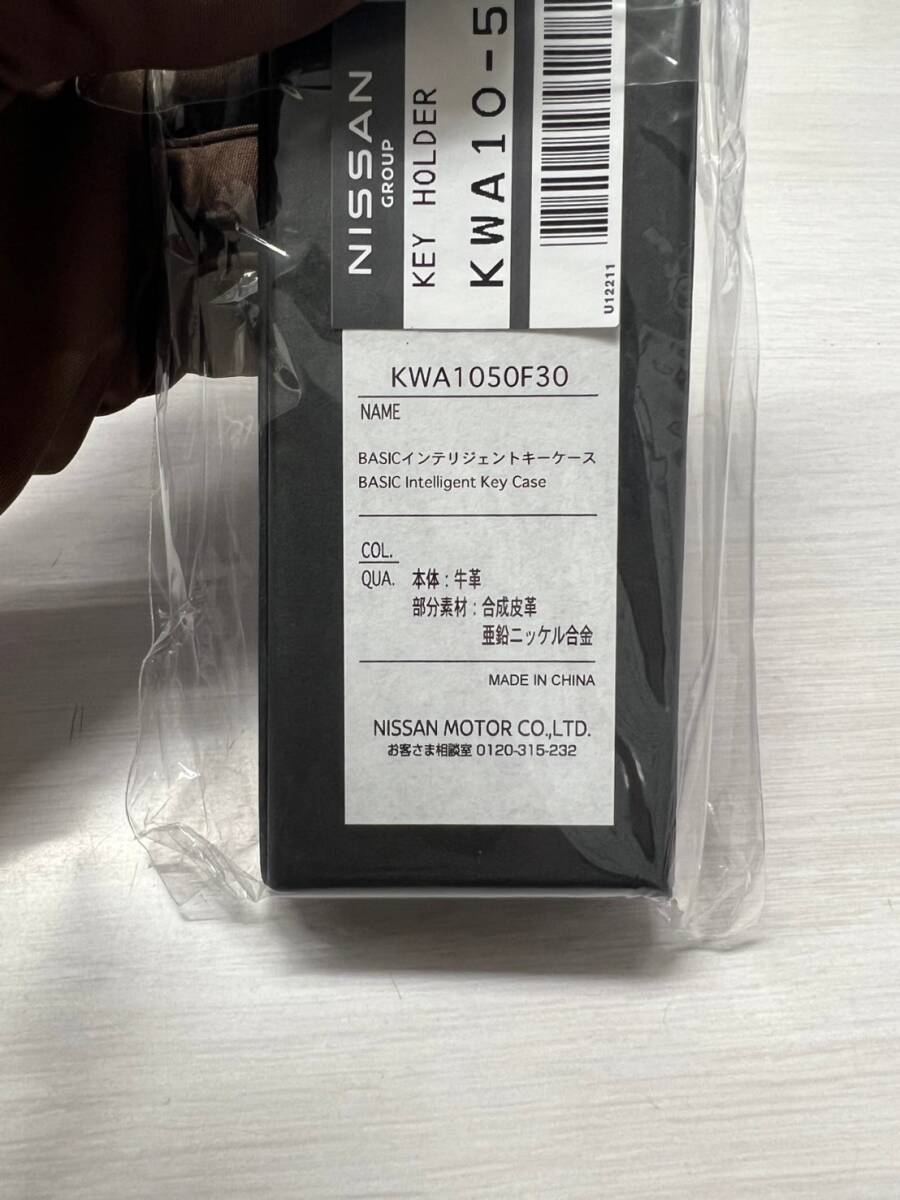 NISSAN
GROUP
KEY HOLDER
KWA10-5
U12211
KWA1050F30
NAME
BASICインテリジェントキーケース
BASIC Intelligent Key Case
COL.
QUA. 本体：牛革
部分素材：合成皮革
亜鉛ニッケル合金
MADE IN CHINA
NISSAN MOTOR CO.,LTD.
お客さま相談室 0120-315-232